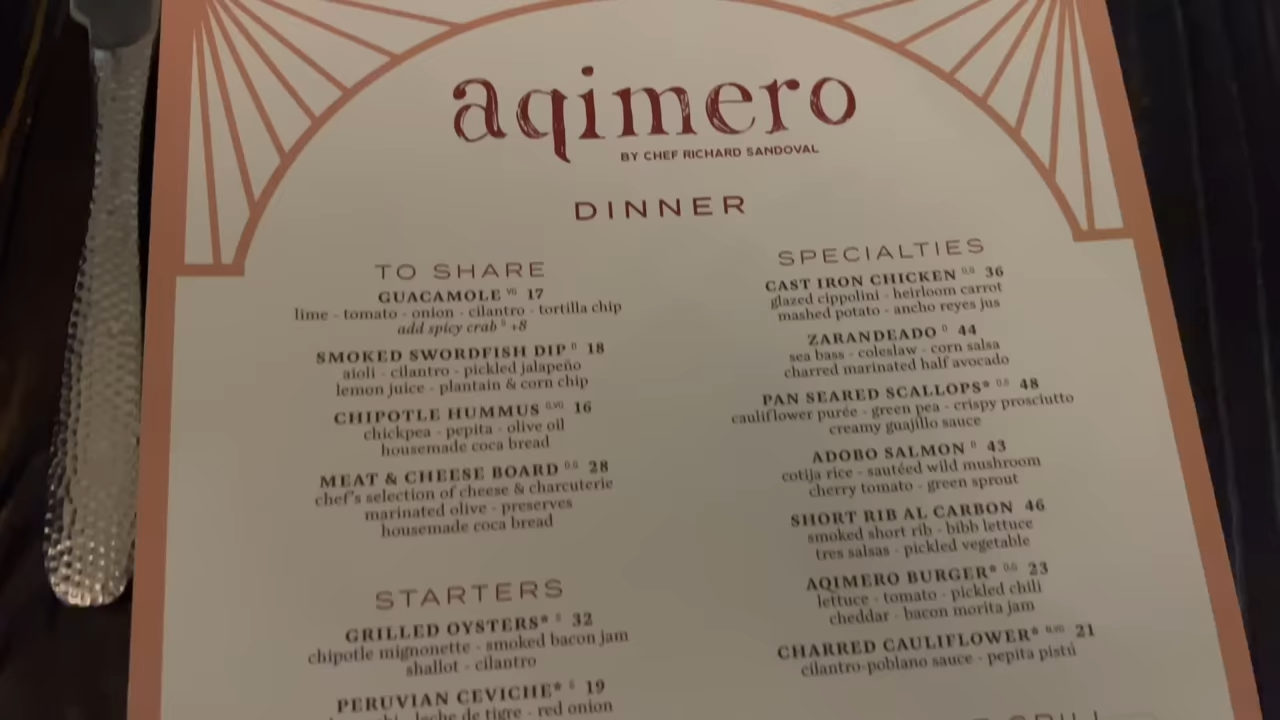 aqimero
BY CHEF RICHARD SANDOVAL
DINNER
TO SHARE
GUACAMOLE VG 17
lime - tomato - onion - cilantro - tortilla chip
add spicy crab +8
SMOKED SWORDFISH DIP 18
aioli - cilantro - pickled jalapeño
lemon juice - plantain & corn chip
CHIPOTLE HUMMUS 16
chickpea - pepita - olive oil
housemade coca bread
MEAT & CHEESE BOARD 28
chef's selection of cheese & charcuterie
marinated olive - preserves
housemade coca bread
STARTERS
GRILLED OYSTERS* 32
chipotle mignonette - smoked bacon jam
shallot - cilantro
PERUVIAN CEVICHE* 19
leche de tigre - red onion
SPECIALTIES
CAST IRON CHICKEN 36
glazed cippolini - heirloom carrot
mashed potato - ancho reyes jus
ZARANDEADO 44
sea bass - coleslaw - corn salsa
charred marinated half avocado
PAN SEARED SCALLOPS* 48
cauliflower purée - green pea - crispy prosciutto
creamy guajillo sauce
ADOBO SALMON 43
cotija rice - sautéed wild mushroom
cherry tomato - green sprout
SHORT RIB AL CARBON 46
smoked short rib - bibb lettuce
tres salsas - pickled vegetable
AQIMERO BURGER* 23
lettuce - tomato - pickled chili
cheddar - bacon morita jam
CHARRED CAULIFLOWER* 21
cilantro-poblano sauce - pepita pistú